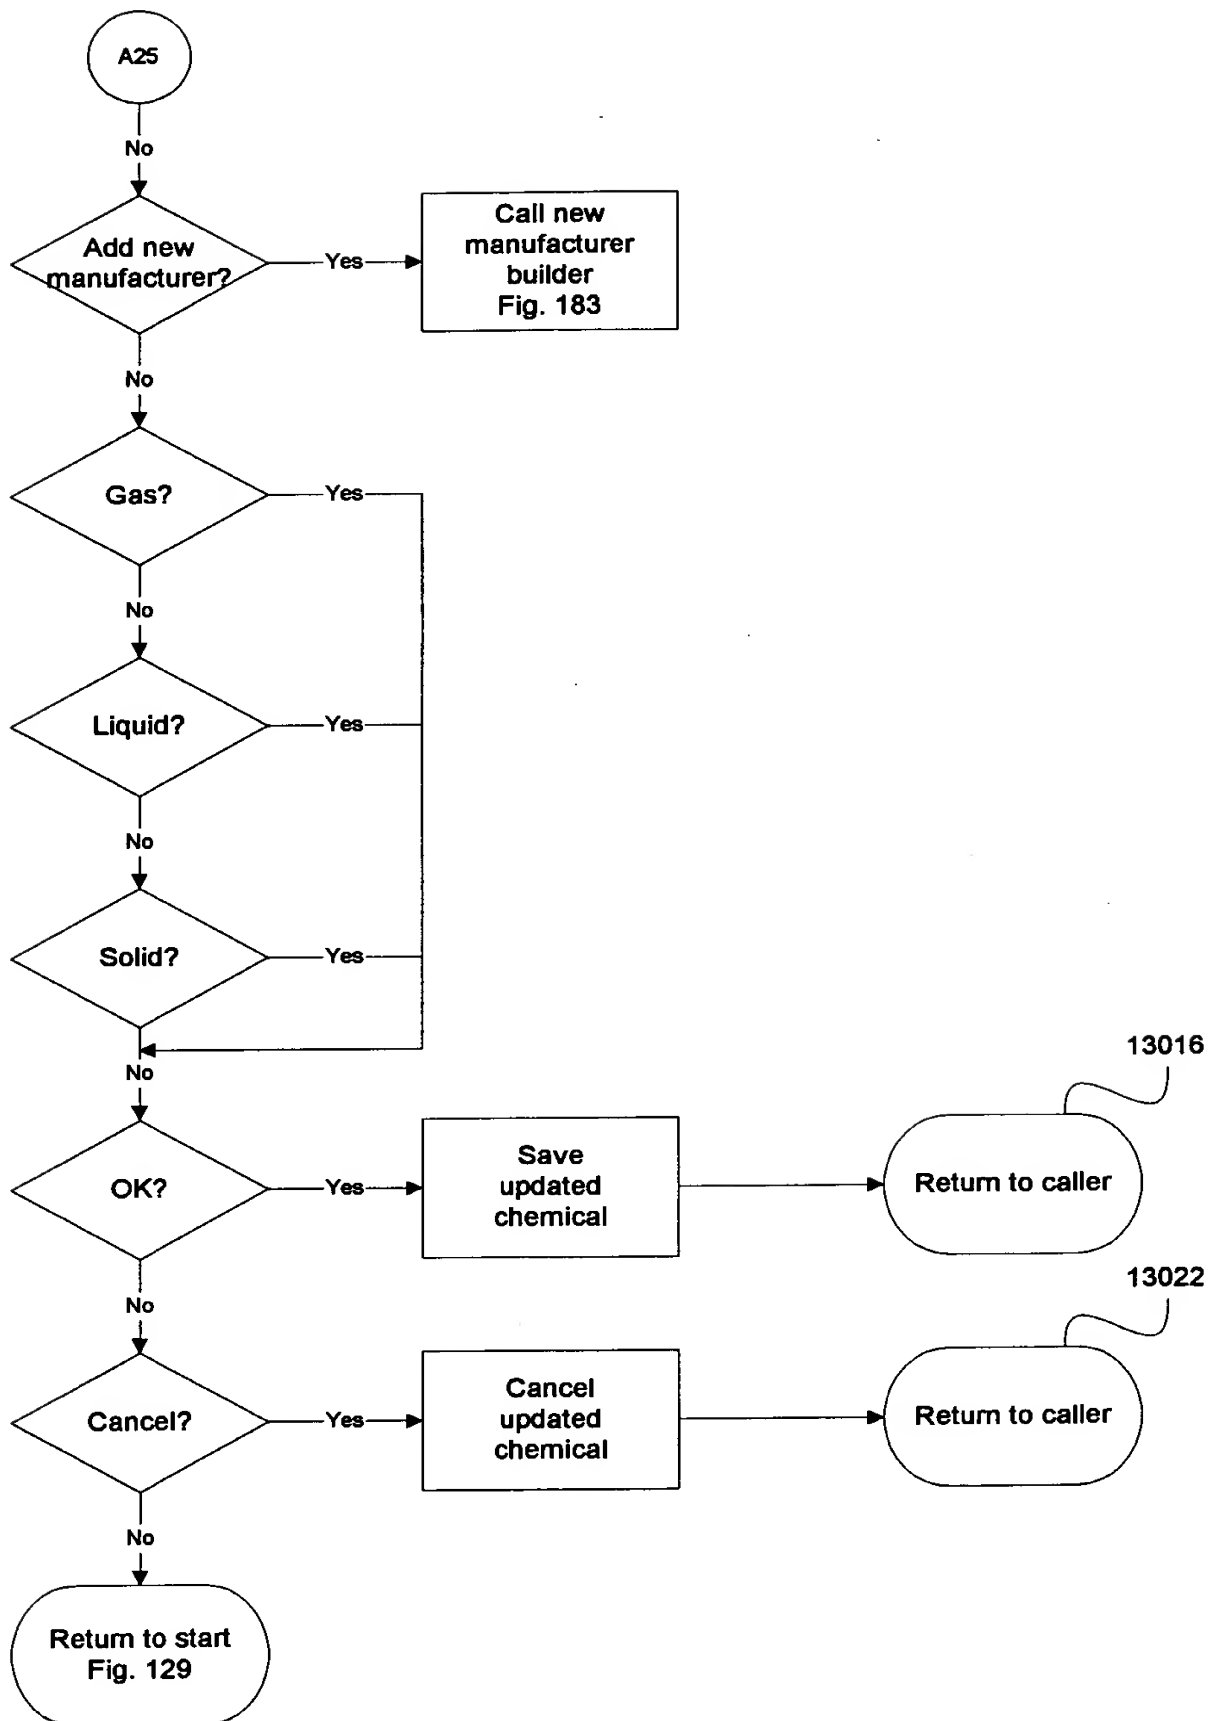 A25
No
Add new
manufacturer?
Yes
Call new
manufacturer
builder
Fig. 183
No
Gas?
Yes
No
Liquid?
Yes
No
Solid?
Yes
No
13016
OK?
Yes
Save
updated
chemical
Return to caller
No
13022
Cancel?
Yes
Cancel
updated
chemical
Return to caller
No
Return to start
Fig. 129